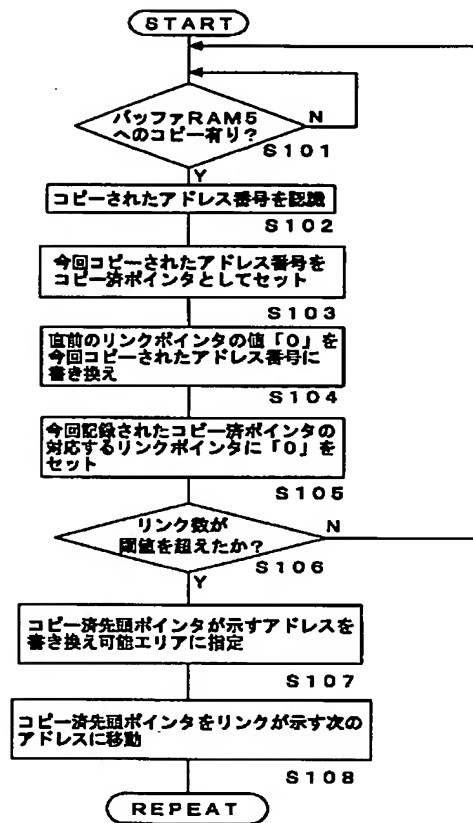 START
バッファRAM5
へのコピー有り？
N
S101
Y
コピーされたアドレス番号を認識
S102
今回コピーされたアドレス番号を
コピー済ポインタとしてセット
S103
直前のリンクポインタの値「0」を
今回コピーされたアドレス番号に
書き換え
S104
今回記録されたコピー済ポインタの
対応するリンクポインタに「0」を
セット
S105
リンク数が
閾値を超えたか？
N
S106
Y
コピー済先頭ポインタが示すアドレスを
書き換え可能エリアに指定
S107
コピー済先頭ポインタをリンクが示す次の
アドレスに移動
S108
REPEAT